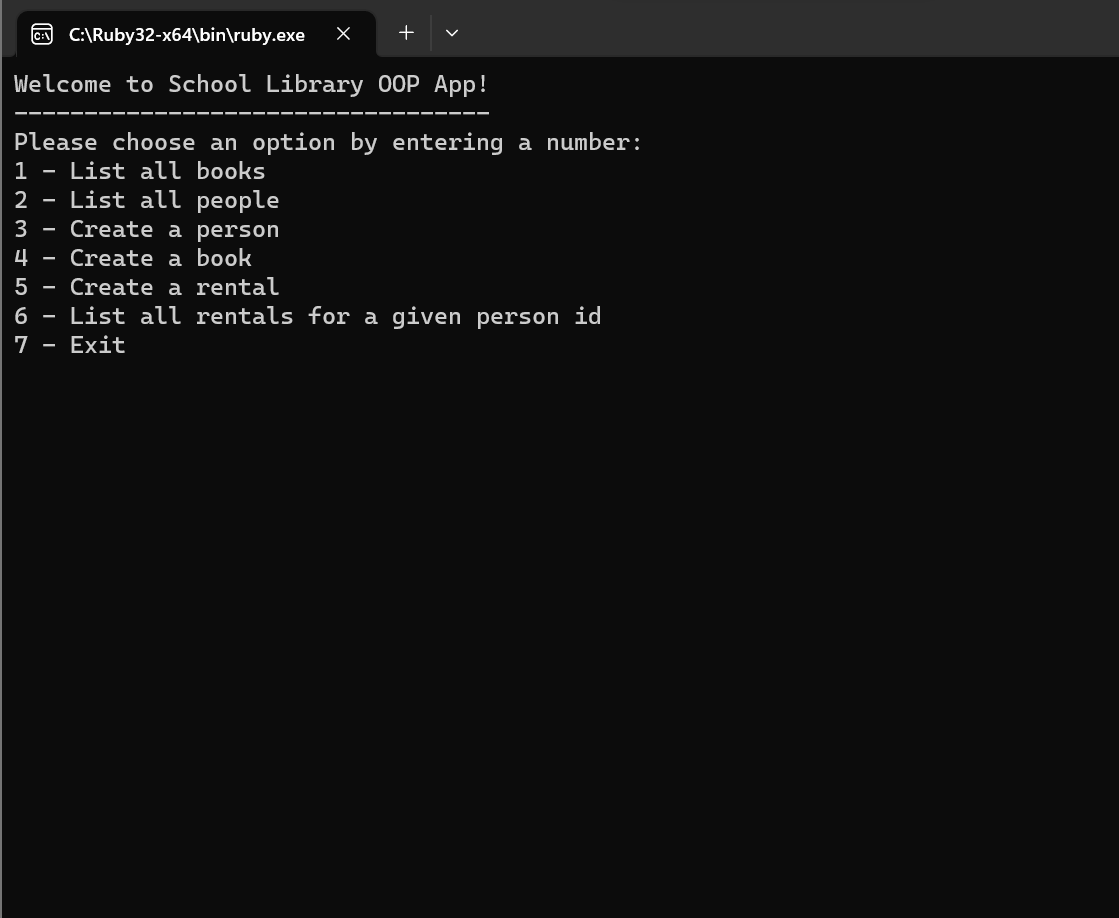 C:\Ruby32-x64\bin\ruby.exe
Welcome to School Library OOP App!
----------------------------------
Please choose an option by entering a number:
1 - List all books
2 - List all people
3 - Create a person
4 - Create a book
5 - Create a rental
6 - List all rentals for a given person id
7 - Exit